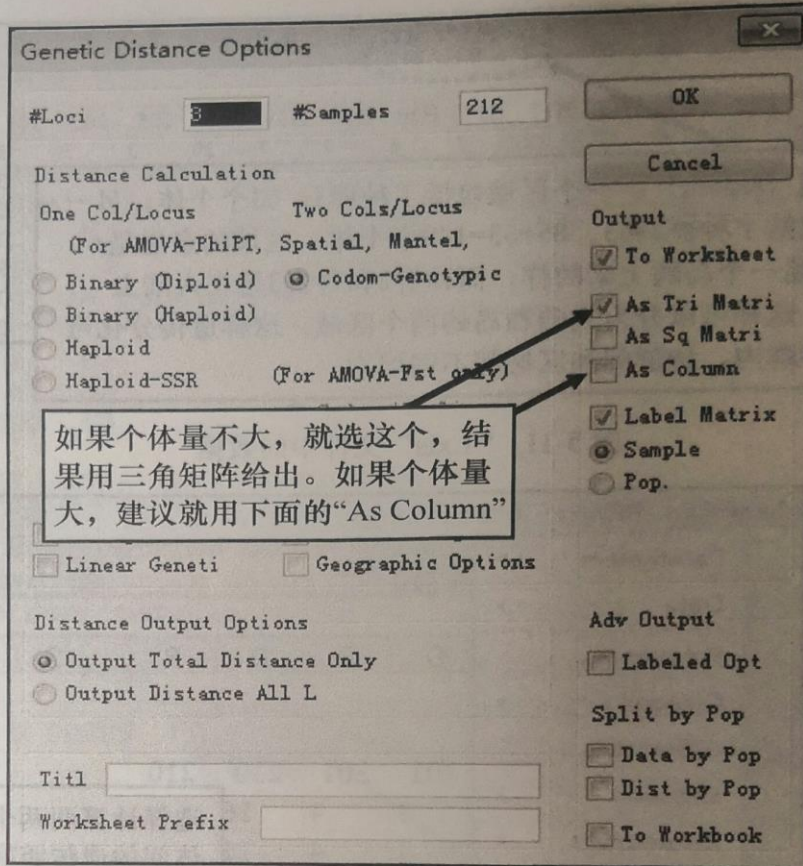 Genetic Distance Options
#Loci 8 #Samples 212
OK
Cancel
Distance Calculation
One Col/Locus Two Cols/Locus
(For AMOVA-PhiPT, Spatial, Mantel,
Binary (Diploid) Codom-Genotypic
Binary (Haploid)
Haploid
Haploid-SSR (For AMOVA-Fst only)
如果个体量不大，就选这个，结
果用三角矩阵给出。如果个体量
大，建议就用下面的“As Column”
Linear Geneti Geographic Options
Distance Output Options
Output Total Distance Only
Output Distance All L
Titl
Worksheet Prefix
Output
To Worksheet
As Tri Matri
As Sq Matri
As Column
Label Matrix
Sample
Pop.
Adv Output
Labeled Opt
Split by Pop
Data by Pop
Dist by Pop
To Workbook